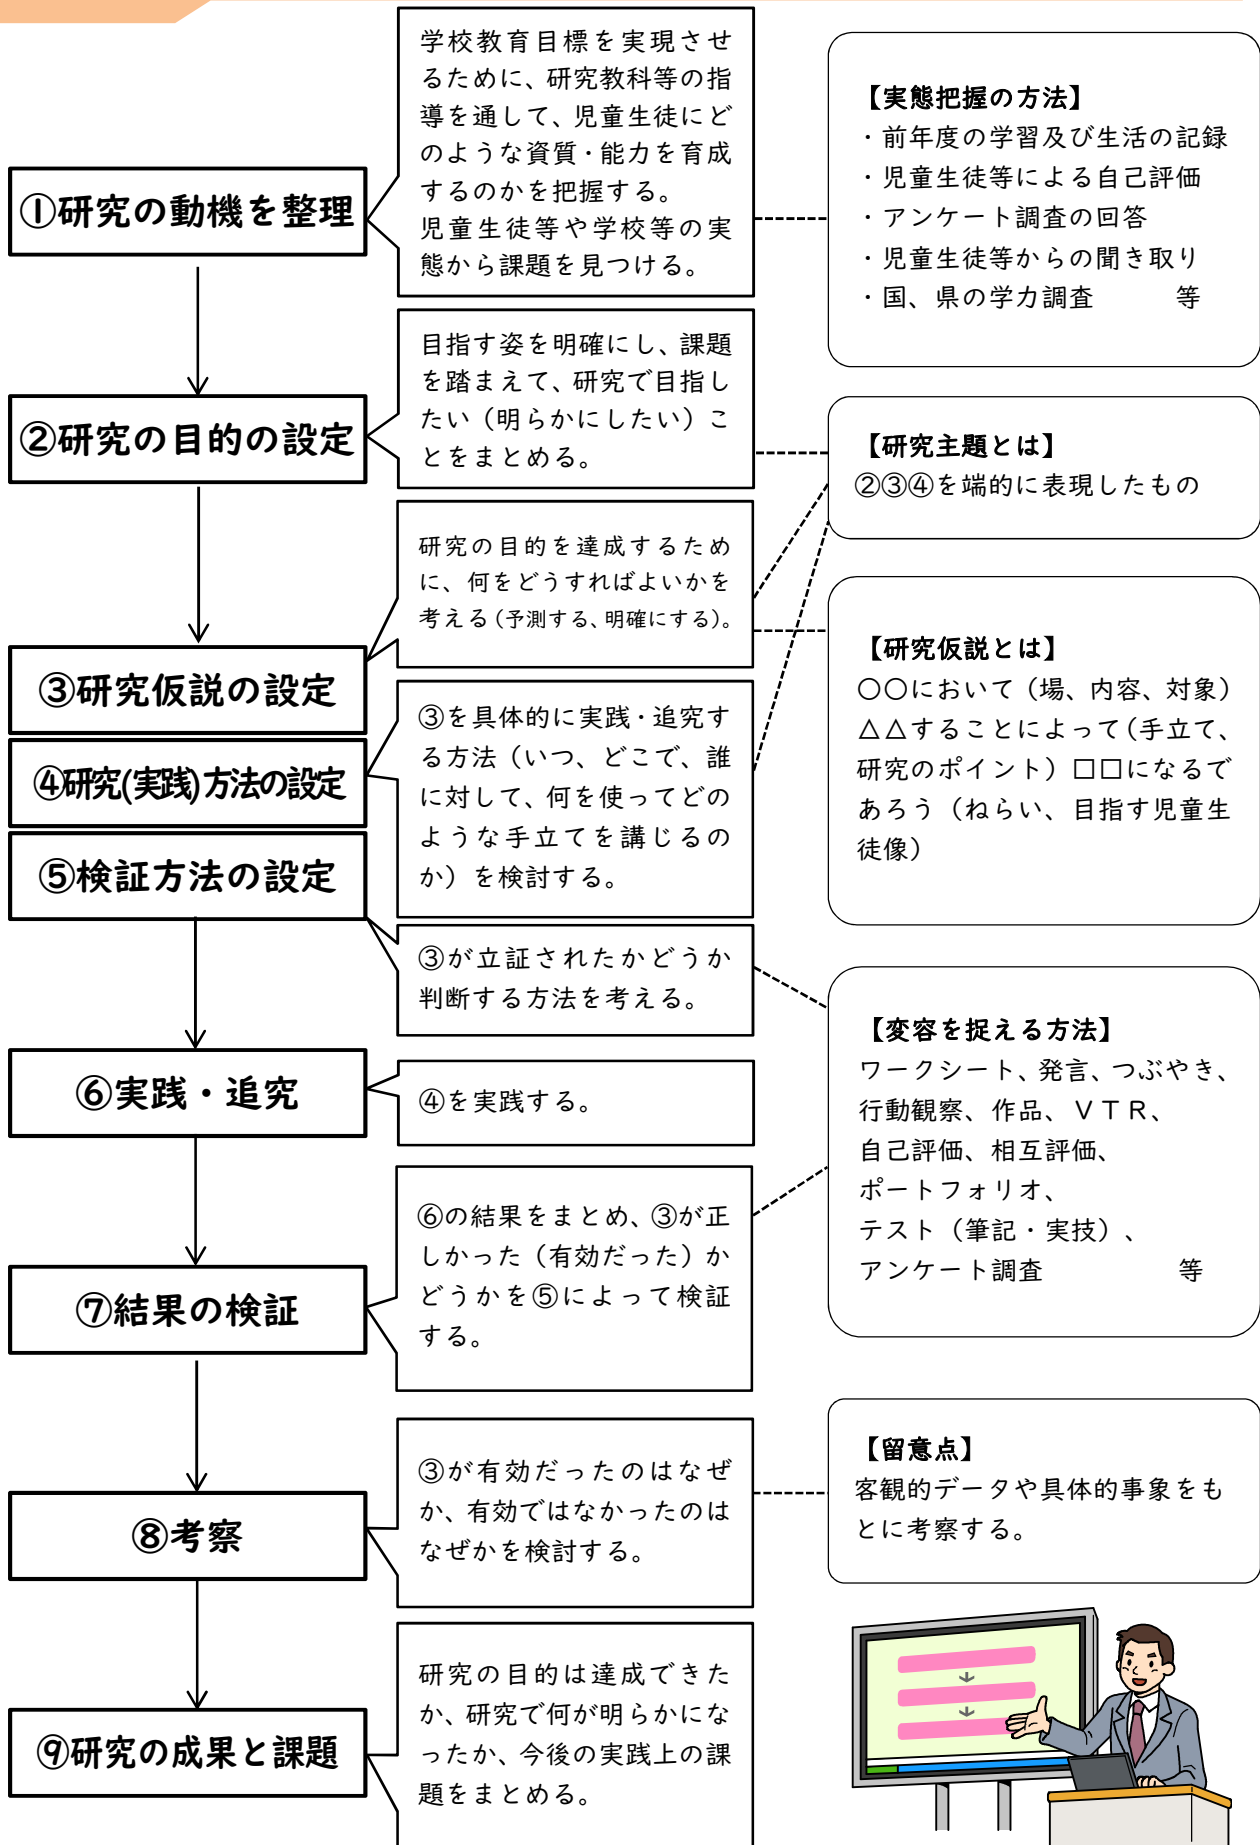 ①研究の動機を整理
学校教育目標を実現させ
るために、研究教科等の指
導を通して、児童生徒にど
のような資質・能力を育成
するのかを把握する。
児童生徒等や学校等の実
態から課題を見つける。
【実態把握の方法】
・前年度の学習及び生活の記録
・児童生徒等による自己評価
・アンケート調査の回答
・児童生徒等からの聞き取り
・国、県の学力調査　　　等
②研究の目的の設定
目指す姿を明確にし、課題
を踏まえて、研究で目指し
たい（明らかにしたい）こ
とをまとめる。
【研究主題とは】
②③④を端的に表現したもの
③研究仮説の設定
研究の目的を達成するため
に、何をどうすればよいかを
考える（予測する、明確にする）。
【研究仮説とは】
〇〇において（場、内容、対象）
△△することによって（手立て、
研究のポイント）□□になるで
あろう（ねらい、目指す児童生
徒像）
④研究(実践)方法の設定
③を具体的に実践・追究す
る方法（いつ、どこで、誰
に対して、何を使ってどの
ような手立てを講じるの
か）を検討する。
⑤検証方法の設定
③が立証されたかどうか
判断する方法を考える。
【変容を捉える方法】
ワークシート、発言、つぶやき、
行動観察、作品、ＶＴＲ、
自己評価、相互評価、
ポートフォリオ、
テスト（筆記・実技）、
アンケート調査　　　　　等
⑥実践・追究
④を実践する。
⑦結果の検証
⑥の結果をまとめ、③が正
しかった（有効だった）か
どうかを⑤によって検証
する。
⑧考察
③が有効だったのはなぜ
か、有効ではなかったのは
なぜかを検討する。
【留意点】
客観的データや具体的事象をも
とに考察する。
⑨研究の成果と課題
研究の目的は達成できた
か、研究で何が明らかにな
ったか、今後の実践上の課
題をまとめる。